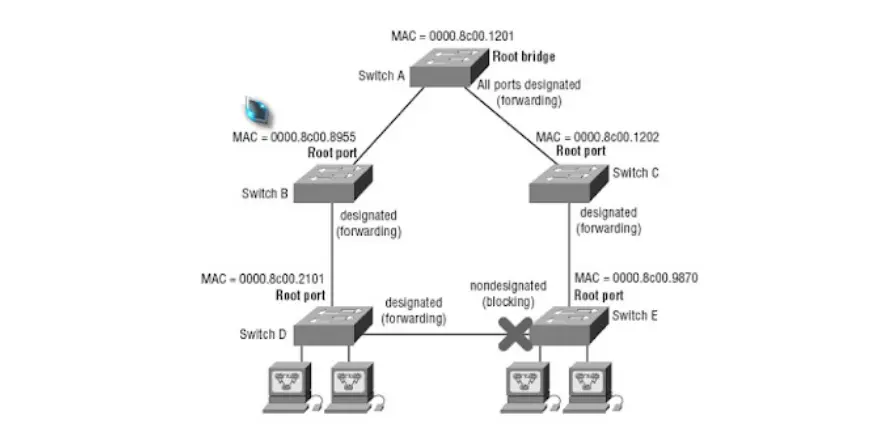 MAC = 0000.8c00.1201
Root bridge
Switch A
All ports designated
(forwarding)
MAC = 0000.8c00.8955
Root port
MAC = 0000.8c00.1202
Root port
Switch B
Switch C
designated
(forwarding)
designated
(forwarding)
MAC = 0000.8c00.2101
Root port
MAC = 0000.8c00.9870
Root port
designated
(forwarding)
nondesignated
(blocking)
Switch D
Switch E